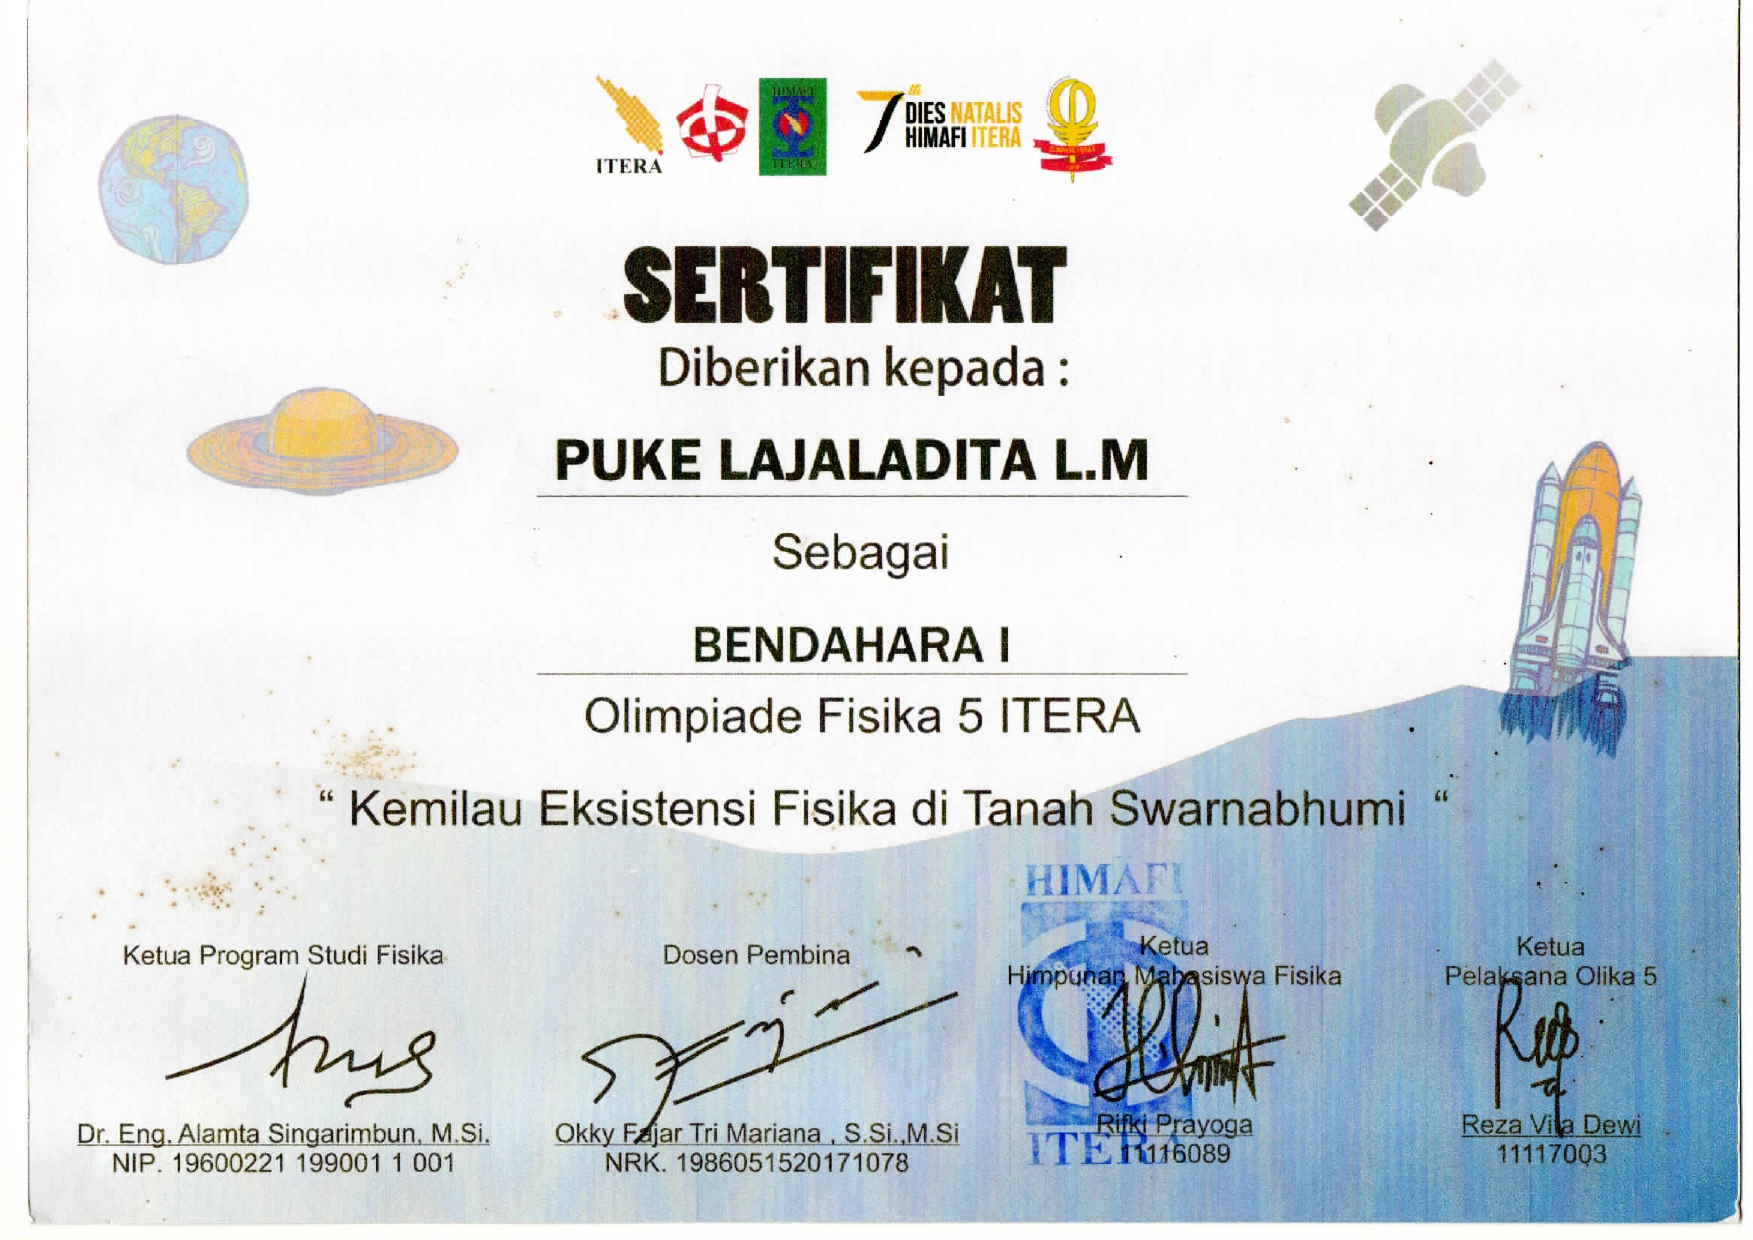 ITERA
HIMAFI
ITERA
7th
DIES NATALIS
HIMAFI ITERA
SERTIFIKAT
Diberikan kepada :
PUKE LAJALADITA L.M
Sebagai
BENDAHARA I
Olimpiade Fisika 5 ITERA
“ Kemilau Eksistensi Fisika di Tanah Swarnabhumi “
HIMAFI
Ketua Program Studi Fisika
Dosen Pembina
Ketua
Himpunan Mahasiswa Fisika
Ketua
Pelaksana Olika 5
Dr. Eng. Alamta Singarimbun, M.Si.
NIP. 19600221 199001 1 001
Okky Fajar Tri Mariana , S.Si.,M.Si
NRK. 1986051520171078
Rifki Prayoga
11116089
ITERA
Reza Vita Dewi
11117003